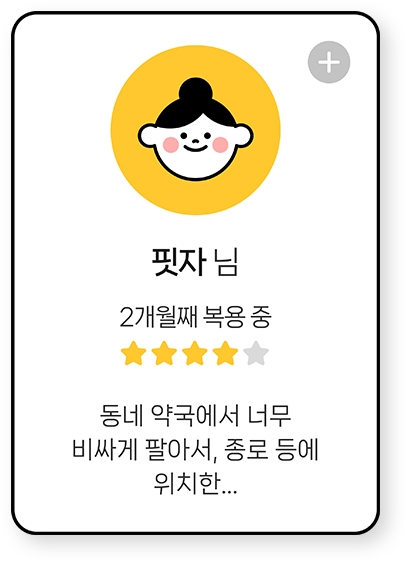 핏자 님
2개월째 복용 중
동네 약국에서 너무
비싸게 팔아서, 종로 등에
위치한...